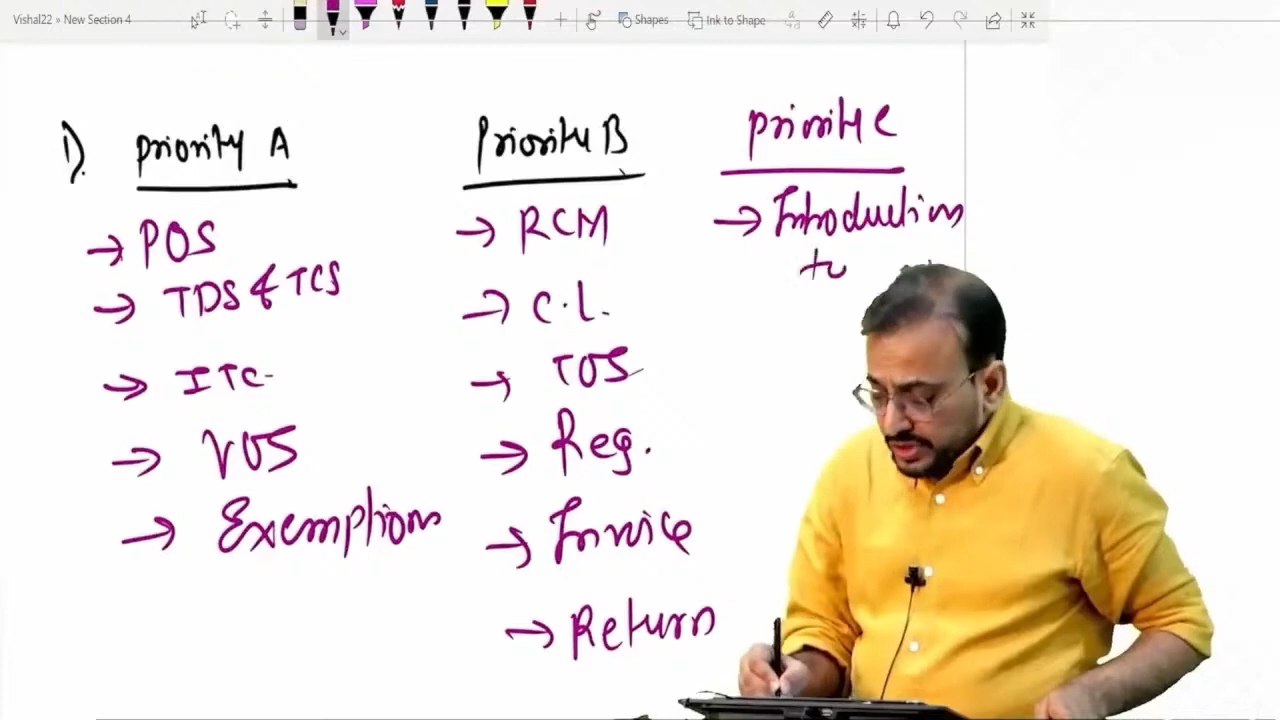 Vishal22 » New Section 4
Shapes
Ink to Shape
1). Priority A
→ POS
→ TDS & TCS
→ ITC
→ VOS
→ Exemptions
Priority B
→ RCM
→ C.L.
→ TOS
→ Reg.
→ Invoice
→ Return
Priority C
→ Introduction
to